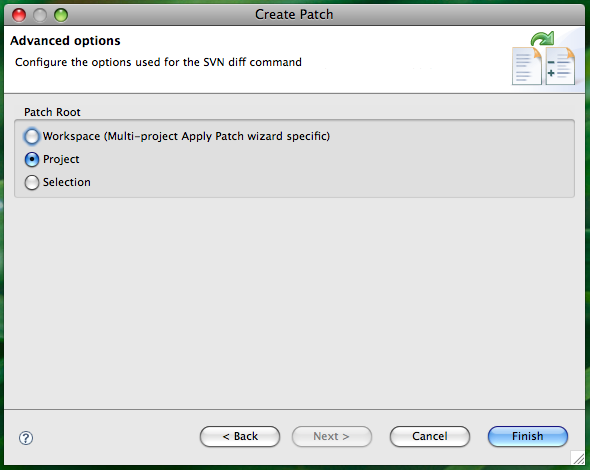 Create Patch
Advanced options
Configure the options used for the SVN diff command
Patch Root
Workspace (Multi-project Apply Patch wizard specific)
Project
Selection
?
< Back
Next >
Cancel
Finish